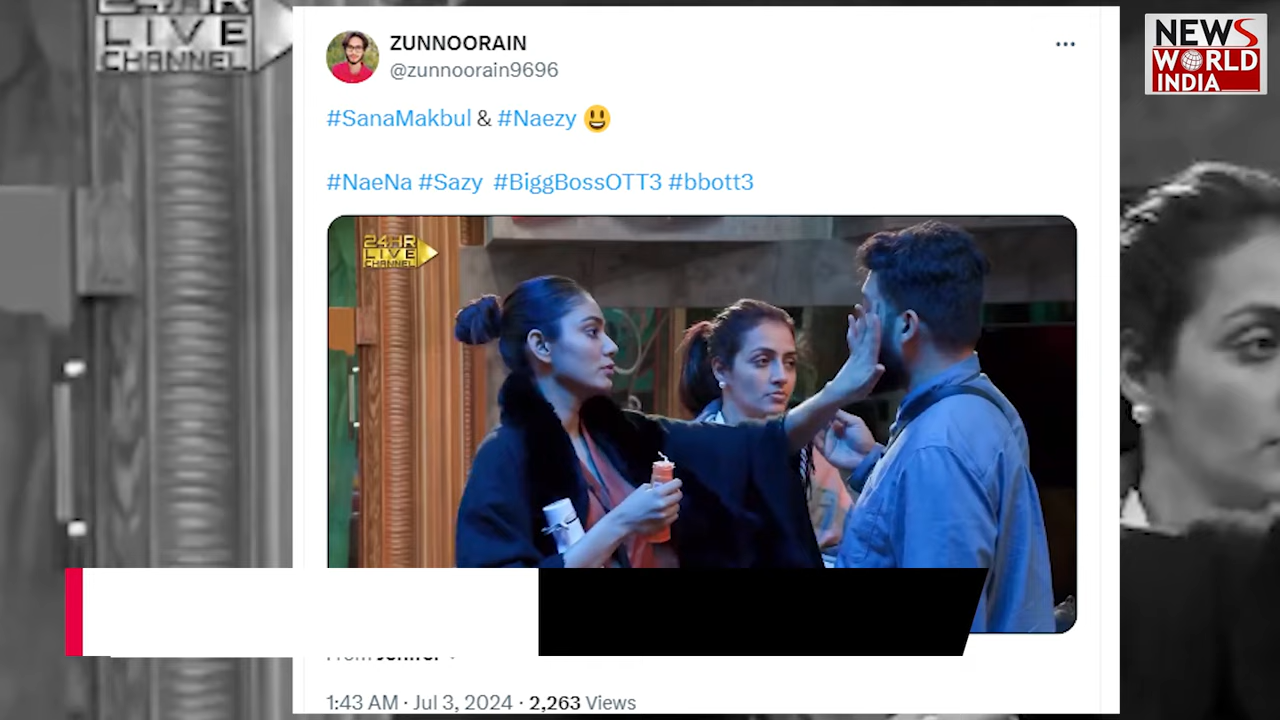 24HR
LIVE
CHANNEL
NEWS
WORLD
INDIA
ZUNNOORAIN
@zunnoorain9696
#SanaMakbul & #Naezy 😃
#NaeNa #Sazy #BiggBossOTT3 #bbott3
24HR
LIVE
CHANNEL
1:43 AM · Jul 3, 2024 · 2,263 Views